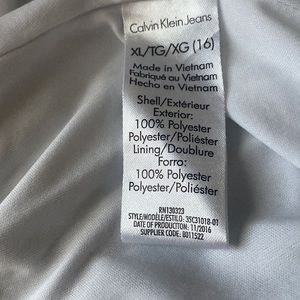 Calvin Klein Jeans
XL/TG/XG (16)
Made in Vietnam
Fabriqué au Vietnam
Hecho en Vietnam
Shell/Extérieur
Exterior:
100% Polyester
Polyester/Poliéster
Lining/Doublure
Forro:
100% Polyester
Polyester/Poliéster
RN130323
STYLE/MODÈLE/ESTILO: 35C31018-01
DATE OF PRODUCTION: 11/2016
SUPPLIER CODE: 8011522